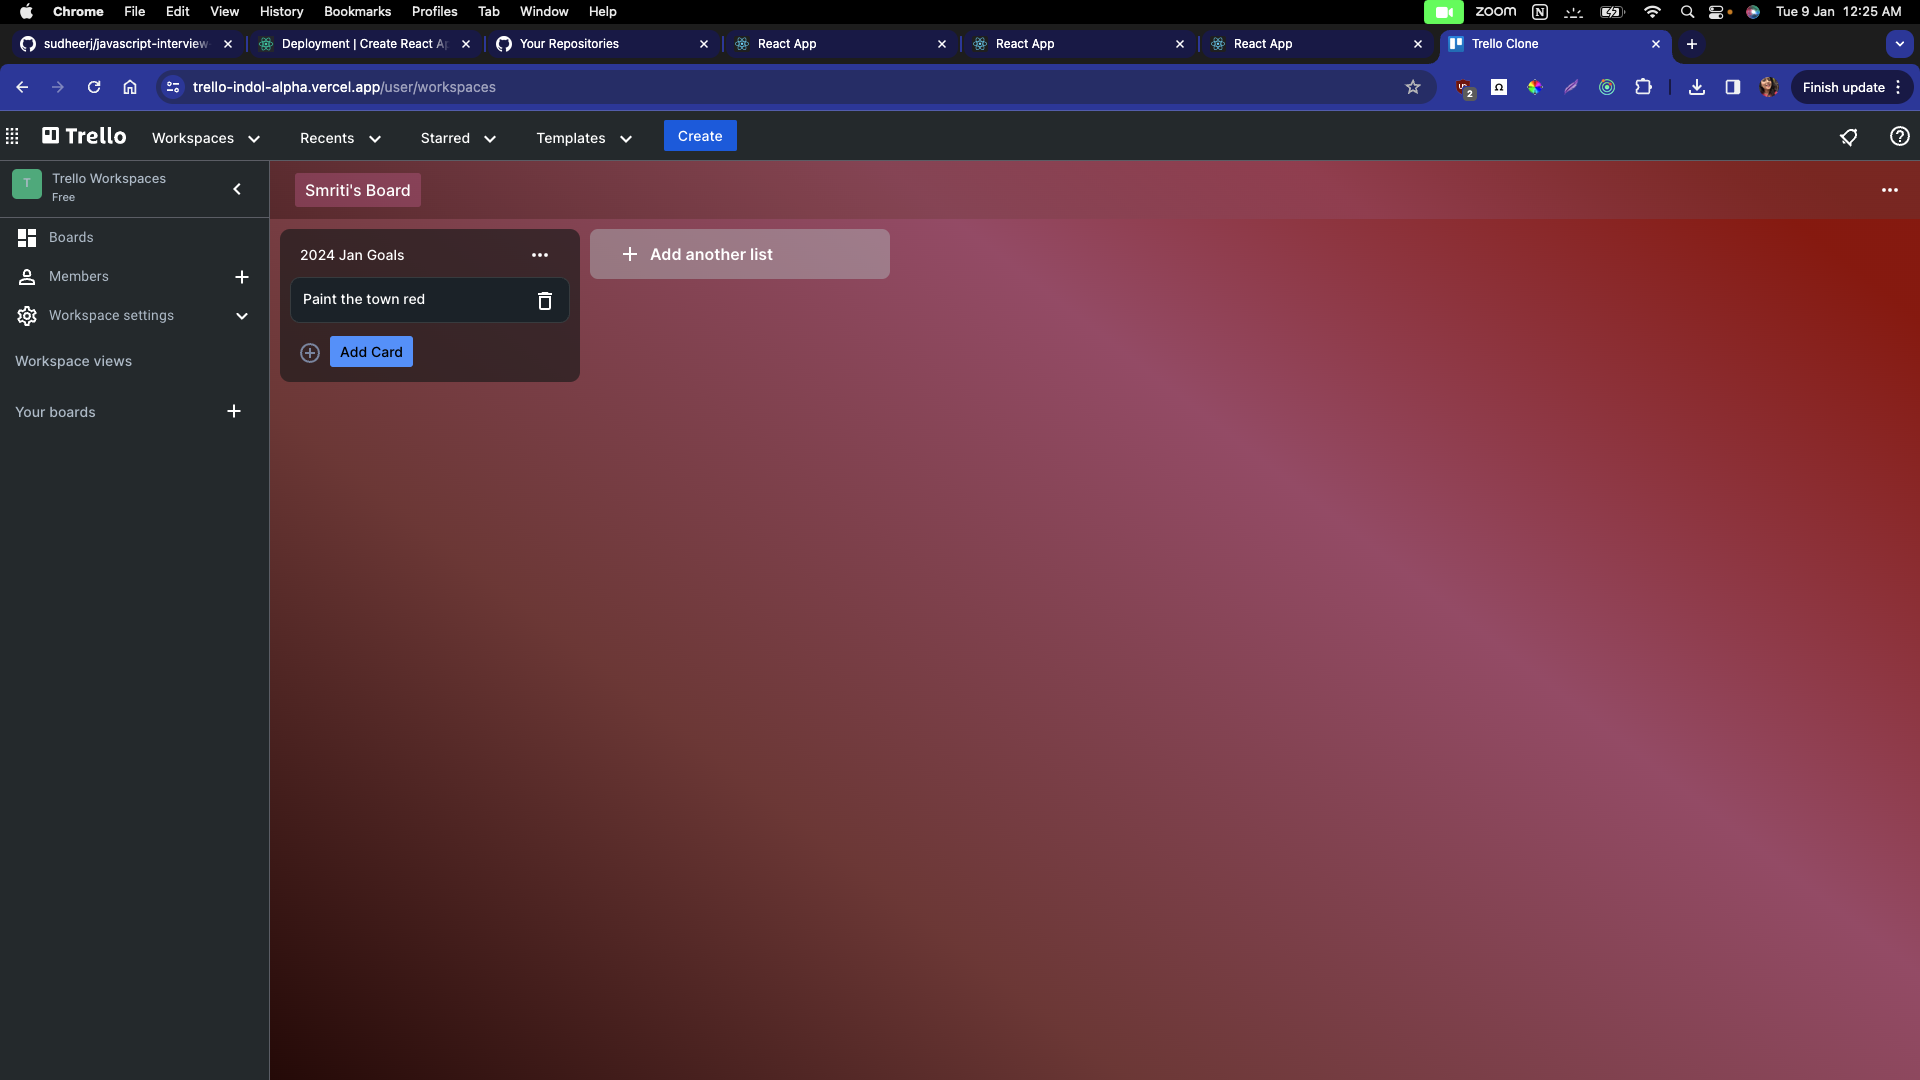 Chrome File Edit View History Bookmarks Profiles Tab Window Help zoom N Tue 9 Jan 12:25 AM
sudheerj/javascript-interview- Deployment | Create React Ap Your Repositories React App React App React App Trello Clone
trello-indol-alpha.vercel.app/user/workspaces 2 Finish update
Trello Workspaces Recents Starred Templates Create
T Trello Workspaces
Free
Smriti's Board
Boards
Members
Workspace settings
Workspace views
Your boards
2024 Jan Goals
Paint the town red
Add Card
Add another list